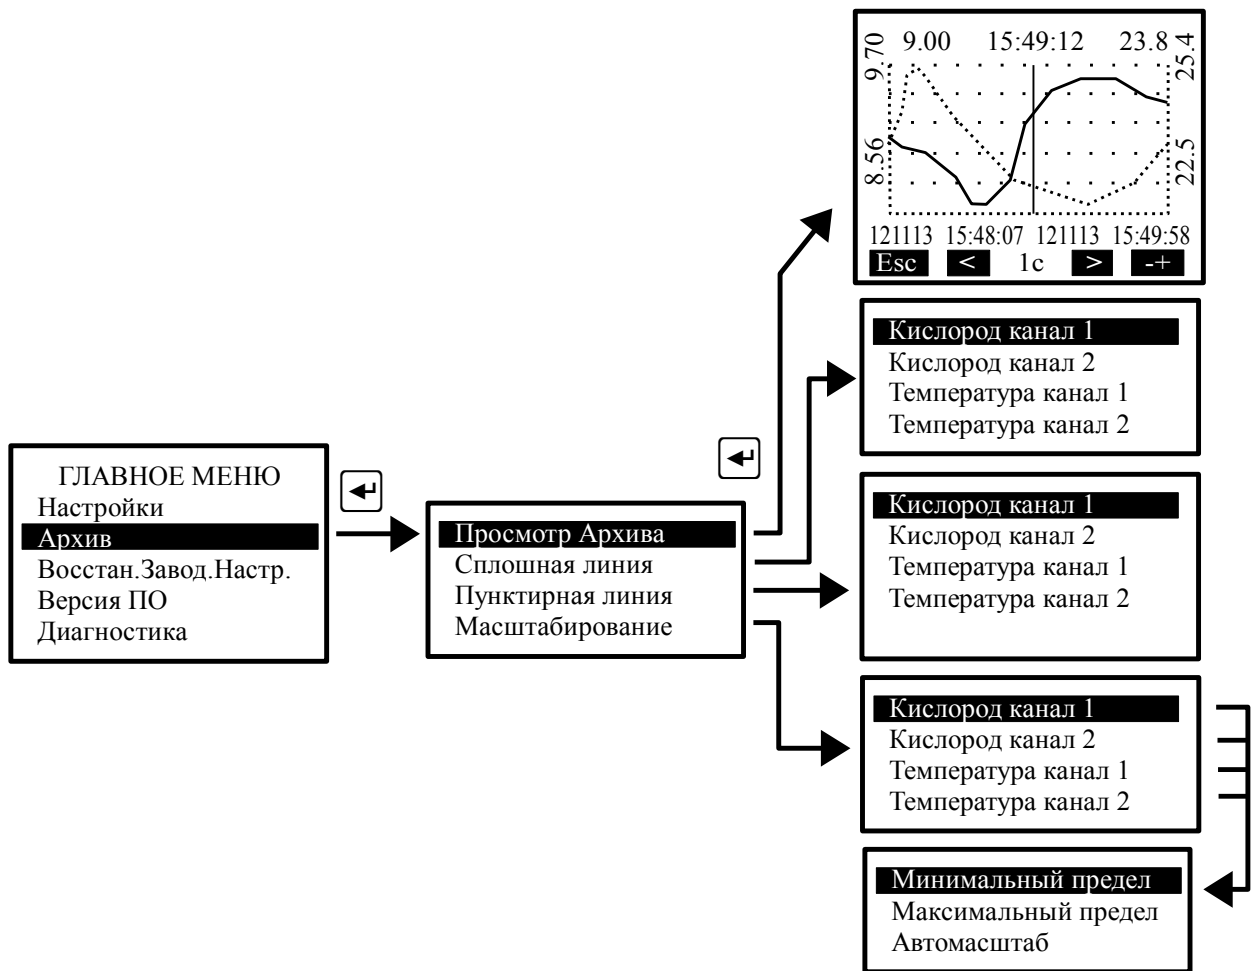 9.70 9.00 15:49:12 23.8 25.4
8.56 22.5
121113 15:48:07 121113 15:49:58
Esc < 1с > -+
Кислород канал 1
Кислород канал 2
Температура канал 1
Температура канал 2
ГЛАВНОЕ МЕНЮ
Настройки
Архив
Восстан.Завод.Настр.
Версия ПО
Диагностика
Просмотр Архива
Сплошная линия
Пунктирная линия
Масштабирование
Кислород канал 1
Кислород канал 2
Температура канал 1
Температура канал 2
Кислород канал 1
Кислород канал 2
Температура канал 1
Температура канал 2
Минимальный предел
Максимальный предел
Автомасштаб